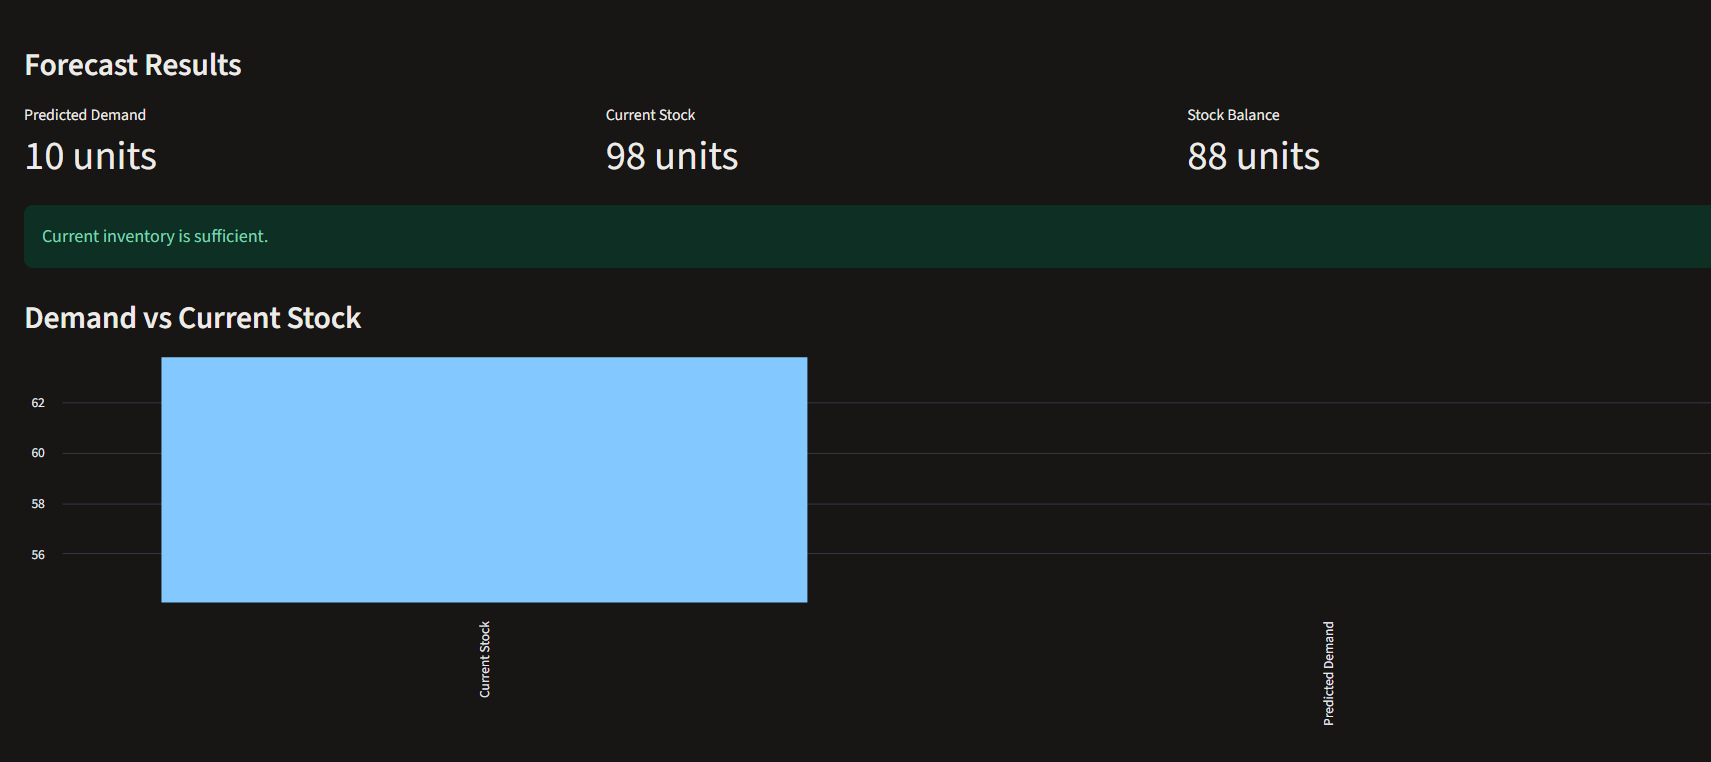 Forecast Results
Predicted Demand
10 units
Current Stock
98 units
Stock Balance
88 units
Current inventory is sufficient.
Demand vs Current Stock
62
60
58
56
Current Stock
Predicted Demand